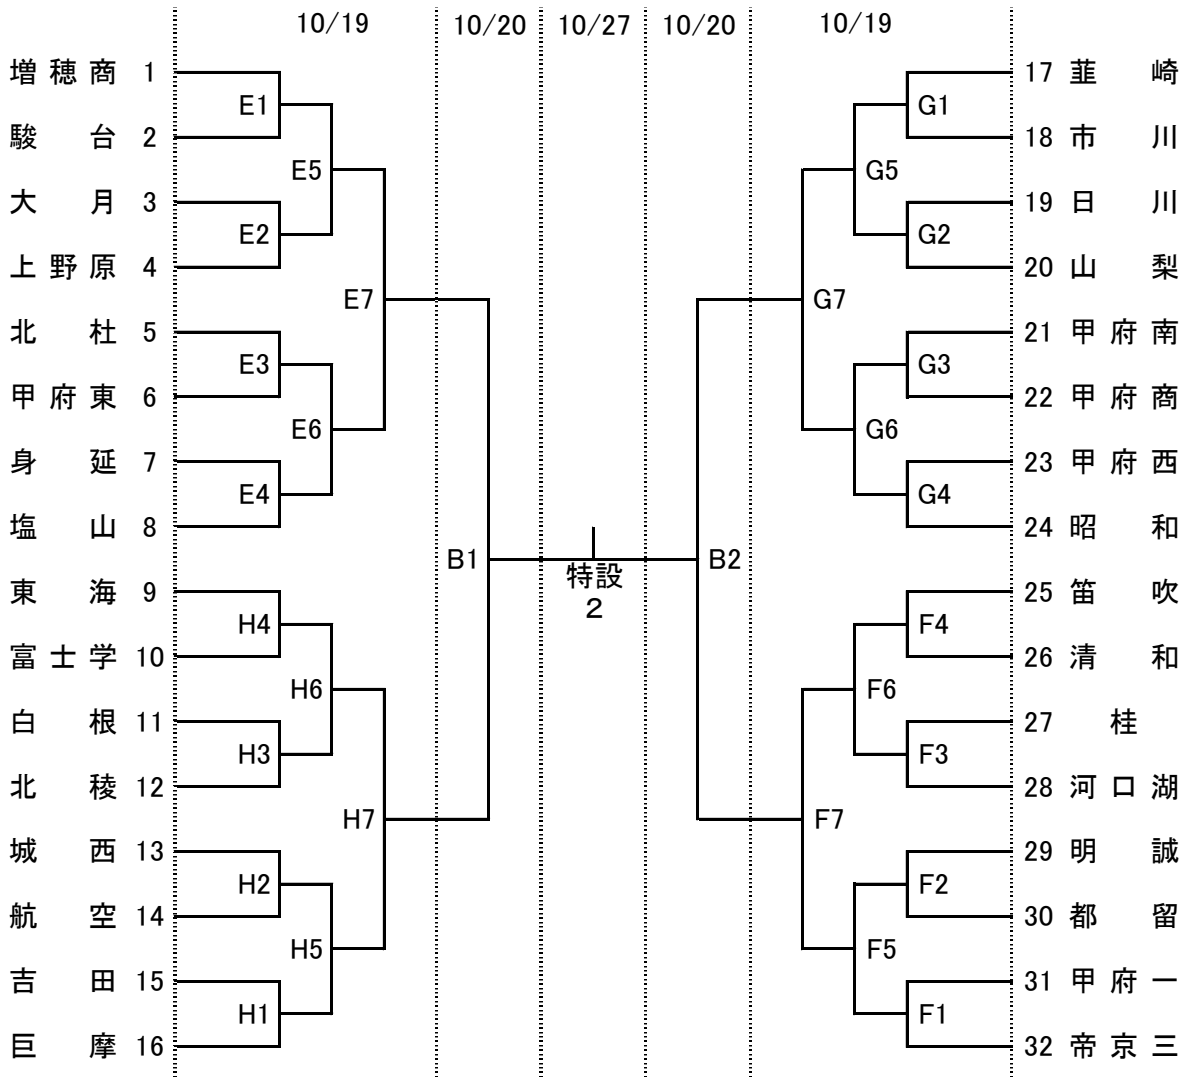 10/19 10/20 10/27 10/20 10/19
増穂商 1 17 韮崎
E1 G1
駿台 2 18 市川
E5 G5
大月 3 19 日川
E2 G2
上野原 4 20 山梨
E7 G7
北杜 5 21 甲府南
E3 G3
甲府東 6 22 甲府商
E6 G6
身延 7 23 甲府西
E4 G4
塩山 8 24 昭和
B1 B2
特設
東海 9 25 笛吹
2
H4 F4
富士学 10 26 清和
H6 F6
白根 11 27 桂
H3 F3
北稜 12 28 河口湖
H7 F7
城西 13 29 明誠
H2 F2
航空 14 30 都留
H5 F5
吉田 15 31 甲府一
H1 F1
巨摩 16 32 帝京三